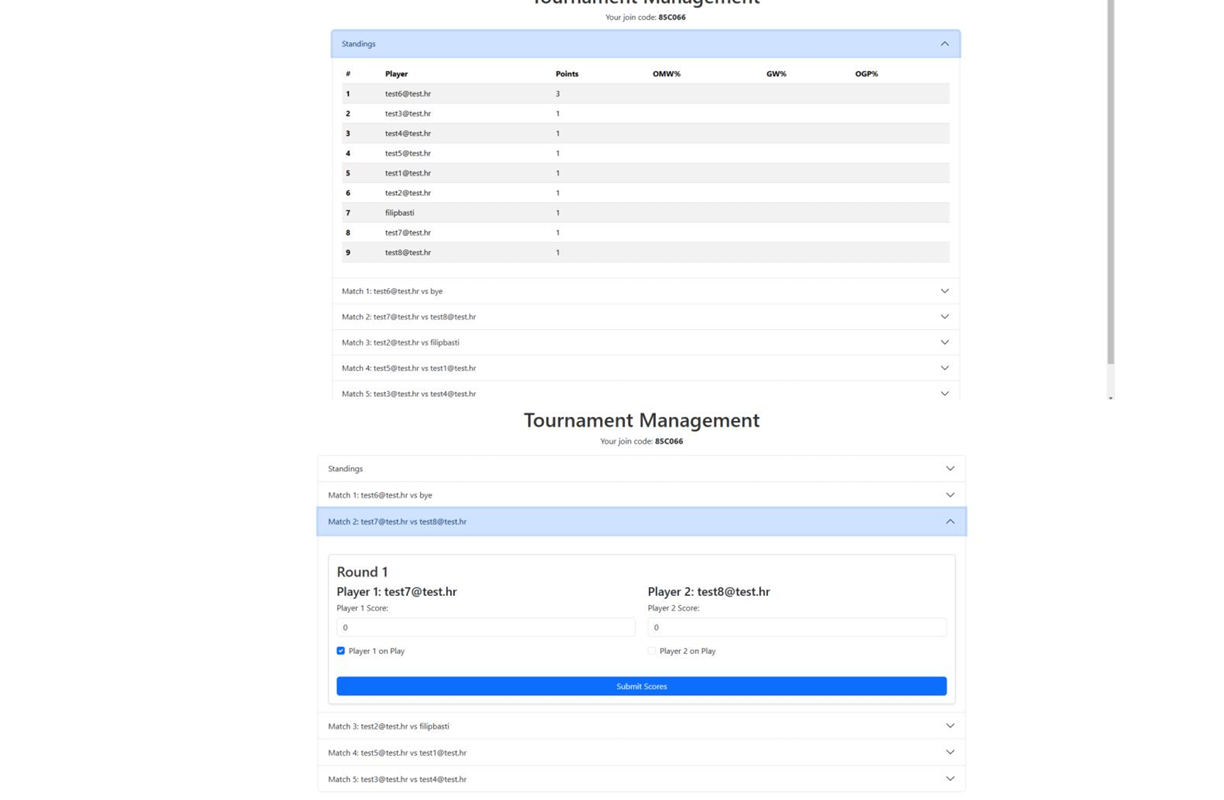 Tournament Management
Your join code: 85C066
Standings
# Player Points OMW% GW% OGP%
1 test6@test.hr 3
2 test3@test.hr 1
3 test4@test.hr 1
4 test5@test.hr 1
5 test1@test.hr 1
6 test2@test.hr 1
7 filipbasti 1
8 test7@test.hr 1
9 test8@test.hr 1
Match 1: test6@test.hr vs bye
Match 2: test7@test.hr vs test8@test.hr
Match 3: test2@test.hr vs filipbasti
Match 4: test5@test.hr vs test1@test.hr
Match 5: test3@test.hr vs test4@test.hr
Tournament Management
Your join code: 85C066
Standings
Match 1: test6@test.hr vs bye
Match 2: test7@test.hr vs test8@test.hr
Round 1
Player 1: test7@test.hr Player 2: test8@test.hr
Player 1 Score: Player 2 Score:
0 0
Player 1 on Play Player 2 on Play
Submit Scores
Match 3: test2@test.hr vs filipbasti
Match 4: test5@test.hr vs test1@test.hr
Match 5: test3@test.hr vs test4@test.hr